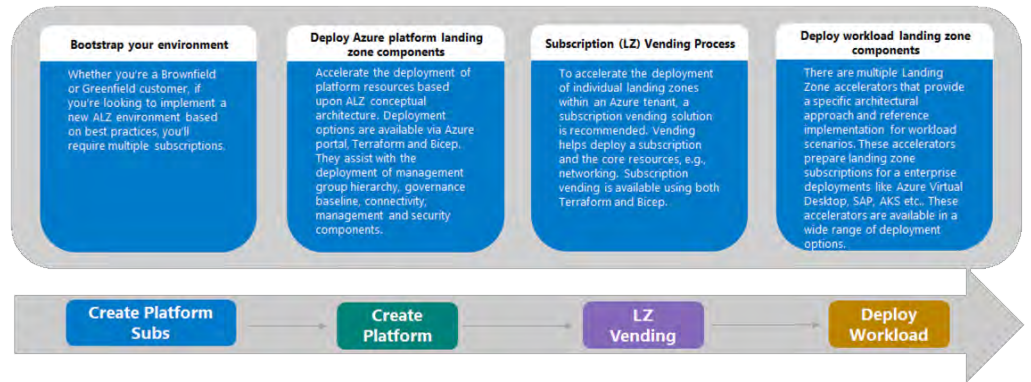 Bootstrap your environment
Whether you're a Brownfield
or Greenfield customer, if
you're looking to implement a
new ALZ environment based
on best practices, you'll
require multiple subscriptions.
Deploy Azure platform landing
zone components
Accelerate the deployment of
platform resources based
upon ALZ conceptual
architecture. Deployment
options are available via Azure
portal, Terraform and Bicep.
They assist with the
deployment of management
group hierarchy, governance
baseline, connectivity,
management and security
components.
Subscription (LZ) Vending Process
To accelerate the deployment
of individual landing zones
within an Azure tenant, a
subscription vending solution
is recommended. Vending
helps deploy a subscription
and the core resources, e.g.,
networking. Subscription
vending is available using both
Terraform and Bicep.
Deploy workload landing zone
components
There are multiple Landing
Zone accelerators that provide
a specific architectural
approach and reference
implementation for workload
scenarios. These accelerators
prepare landing zone
subscriptions for a enterprise
deployments like Azure Virtual
Desktop, SAP, AKS etc.. These
accelerators are available in a
wide range of deployment
options.
Create Platform
Subs
Create
Platform
LZ
Vending
Deploy
Workload